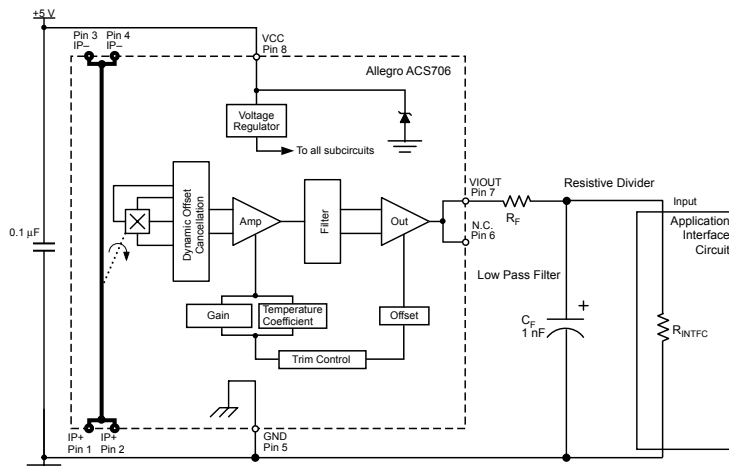 +5 V
Pin 3 Pin 4
IP– IP–
VCC
Pin 8
Allegro ACS706
Voltage
Regulator
To all subcircuits
VIOUT
Pin 7
Resistive Divider
Input
RF
Application
Interface
Circuit
Dynamic Offset
Cancellation
Amp
Filter
Out
N.C.
Pin 6
0.1 µF
Low Pass Filter
Gain
Temperature
Coefficient
Offset
+
CF
1 nF
RINTFC
Trim Control
IP+ IP+
Pin 1 Pin 2
GND
Pin 5